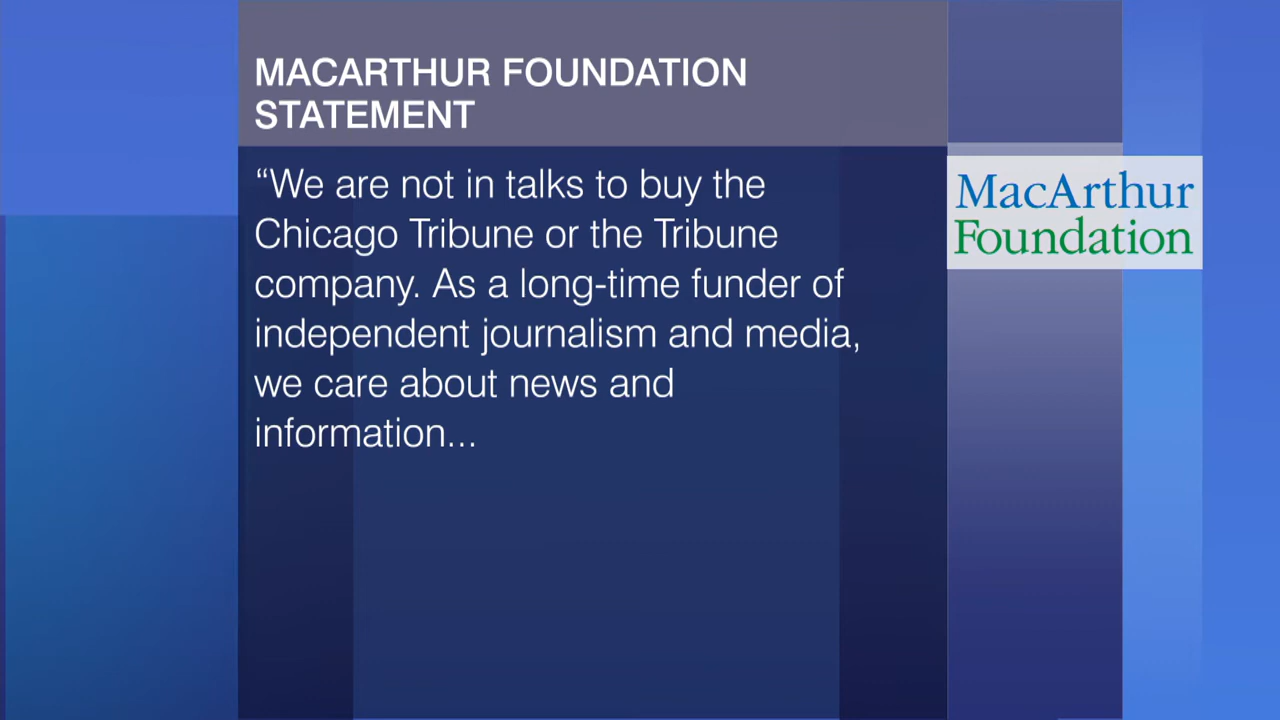 MACARTHUR FOUNDATION
STATEMENT
“We are not in talks to buy the
Chicago Tribune or the Tribune
company. As a long-time funder of
independent journalism and media,
we care about news and
information...
MacArthur
Foundation